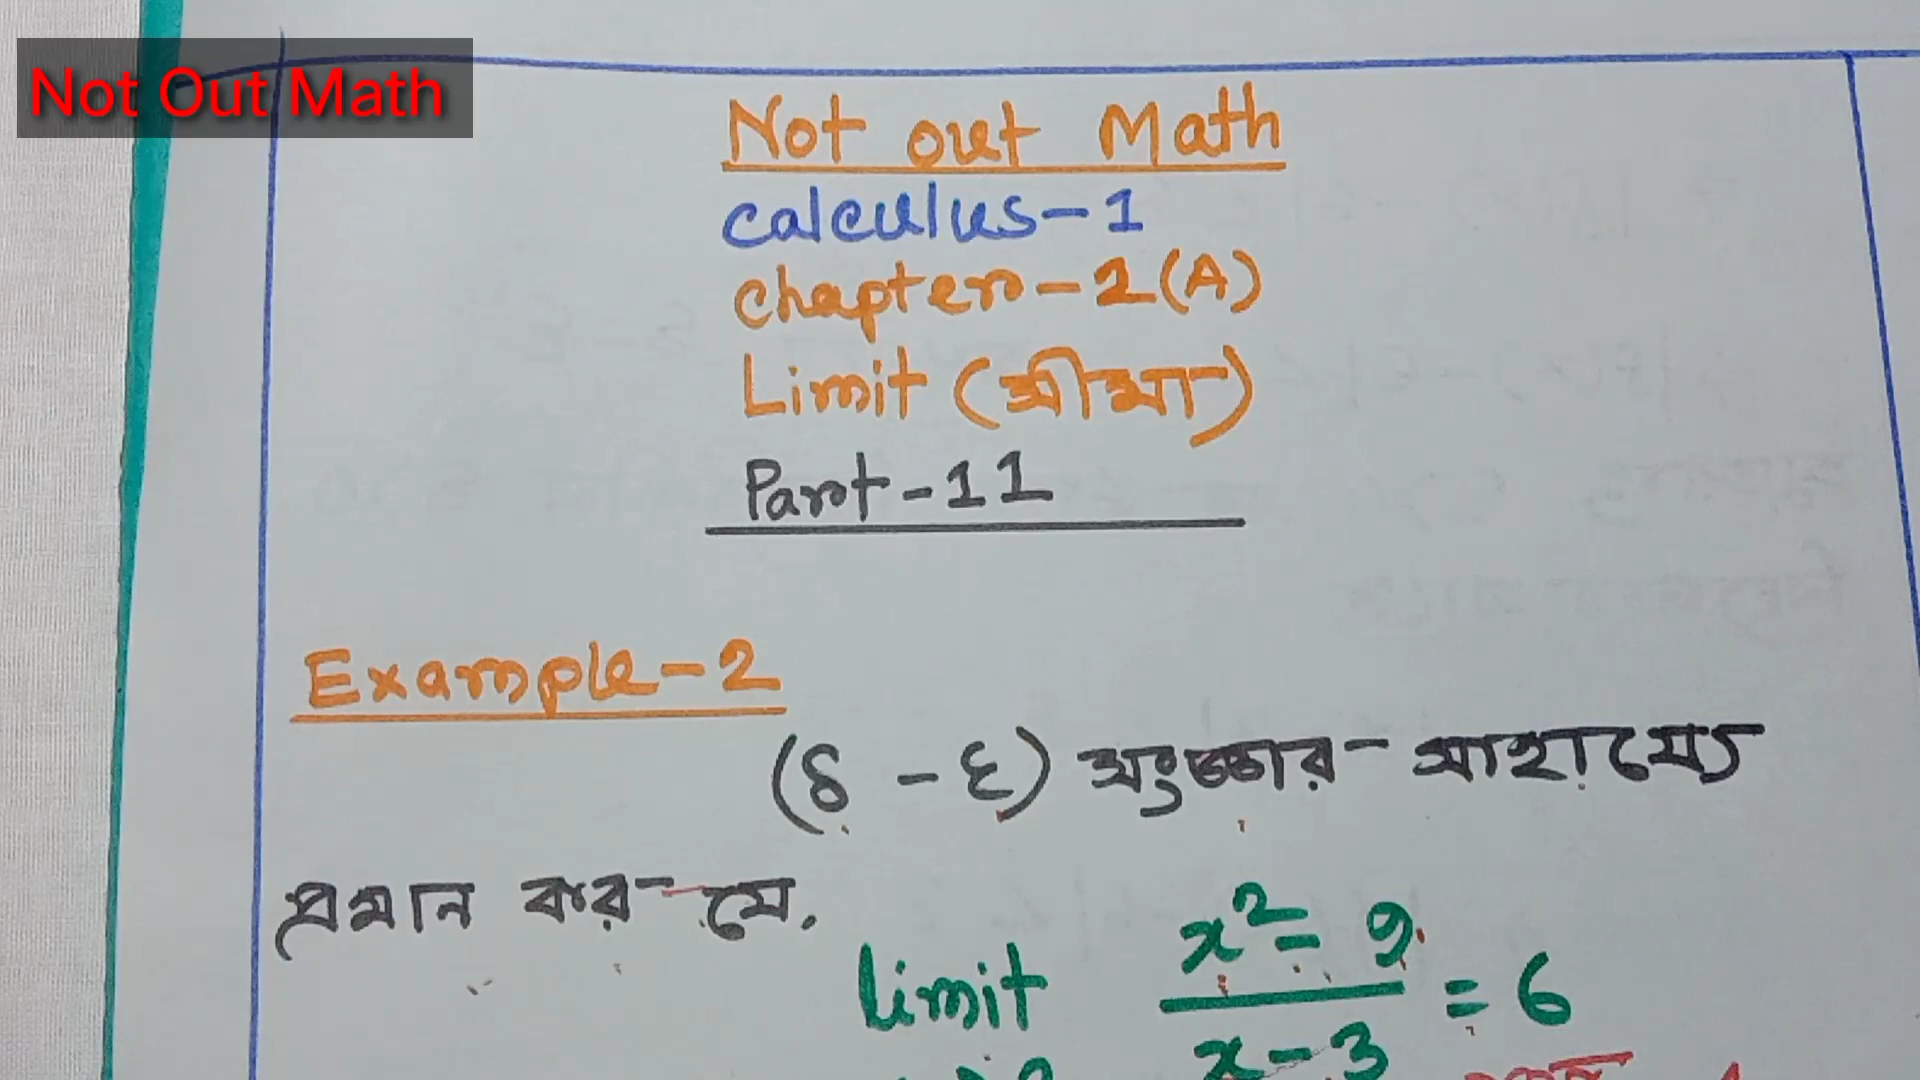 Not Out Math
Not out Math
Calculus-1
Chapter-2(A)
Limit (সীমা)
Part-11
Example-2
(δ - ε) সংজ্ঞার সাহায্যে
প্রমান কর যে,
limit x² - 9 = 6
x - 3